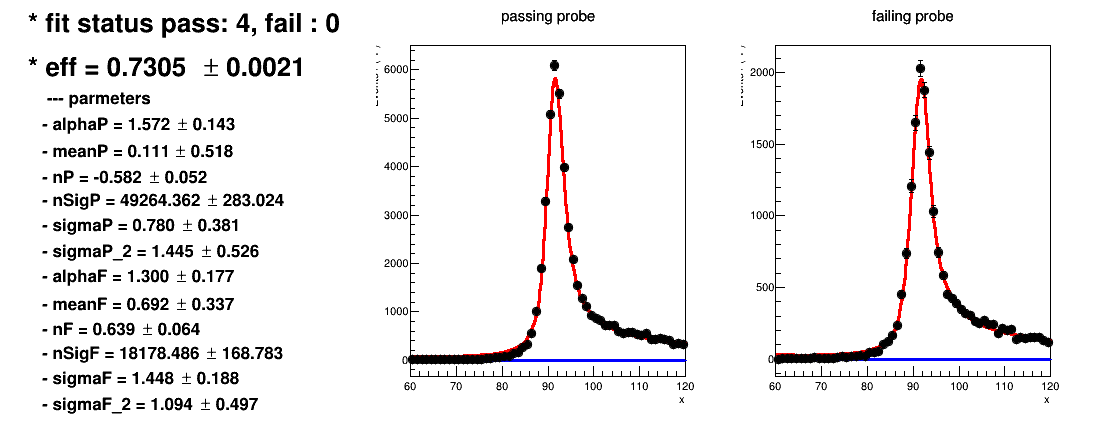 * fit status pass: 4, fail : 0
* eff = 0.7305 ± 0.0021
--- parmeters
- alphaP = 1.572 ± 0.143
- meanP = 0.111 ± 0.518
- nP = -0.582 ± 0.052
- nSigP = 49264.362 ± 283.024
- sigmaP = 0.780 ± 0.381
- sigmaP_2 = 1.445 ± 0.526
- alphaF = 1.300 ± 0.177
- meanF = 0.692 ± 0.337
- nF = 0.639 ± 0.064
- nSigF = 18178.486 ± 168.783
- sigmaF = 1.448 ± 0.188
- sigmaF_2 = 1.094 ± 0.497
passing probe
6000
5000
4000
3000
2000
1000
0
60 70 80 90 100 110 120
x
failing probe
2000
1500
1000
500
0
60 70 80 90 100 110 120
x